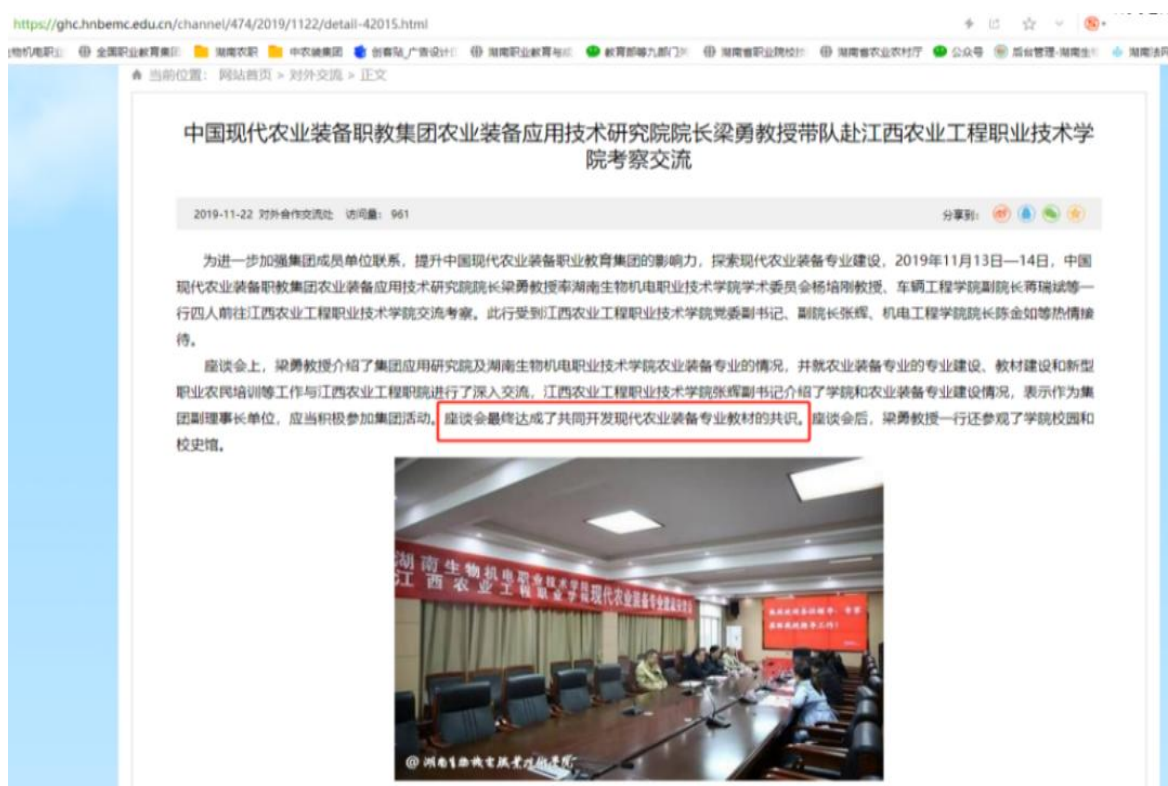 https://ghc.hnbemc.edu.cn/channel/474/2019/1122/detail-42015.html
全国职业教育集团 湖南农职 中农装集团 创客贴_广告设计 湖南职业教育与 教育部等九部门 湖南省职业院校 湖南省农业农村厅 公众号 后台管理-湖南生 湖南法网
当前位置： 网站首页 > 对外交流 > 正文
中国现代农业装备职教集团农业装备应用技术研究院院长梁勇教授带队赴江西农业工程职业技术学
院考察交流
2019-11-22 对外合作交流处 访问量： 961 分享到：
为进一步加强集团成员单位联系，提升中国现代农业装备职业教育集团的影响力，探索现代农业装备专业建设，2019年11月13日—14日，中国
现代农业装备职教集团农业装备应用技术研究院院长梁勇教授率湖南生物机电职业技术学院学术委员会杨培刚教授、车辆工程学院副院长蒋瑞斌等一
行四人前往江西农业工程职业技术学院交流考察。此行受到江西农业工程职业技术学院党委副书记、副院长张辉、机电工程学院院长陈金如等热情接
待。
座谈会上，梁勇教授介绍了集团应用研究院及湖南生物机电职业技术学院农业装备专业的情况，并就农业装备专业的专业建设、教材建设和新型
职业农民培训等工作与江西农业工程职院进行了深入交流，江西农业工程职业技术学院张辉副书记介绍了学院和农业装备专业建设情况，表示作为集
团副理事长单位，应当积极参加集团活动。座谈会最终达成了共同开发现代农业装备专业教材的共识。座谈会后，梁勇教授一行还参观了学院校园和
校史馆。
湖南生物机电职业技术学院
江西农业工程职业学院现代农业装备专业建设
@湖南生物机电职业技术学院